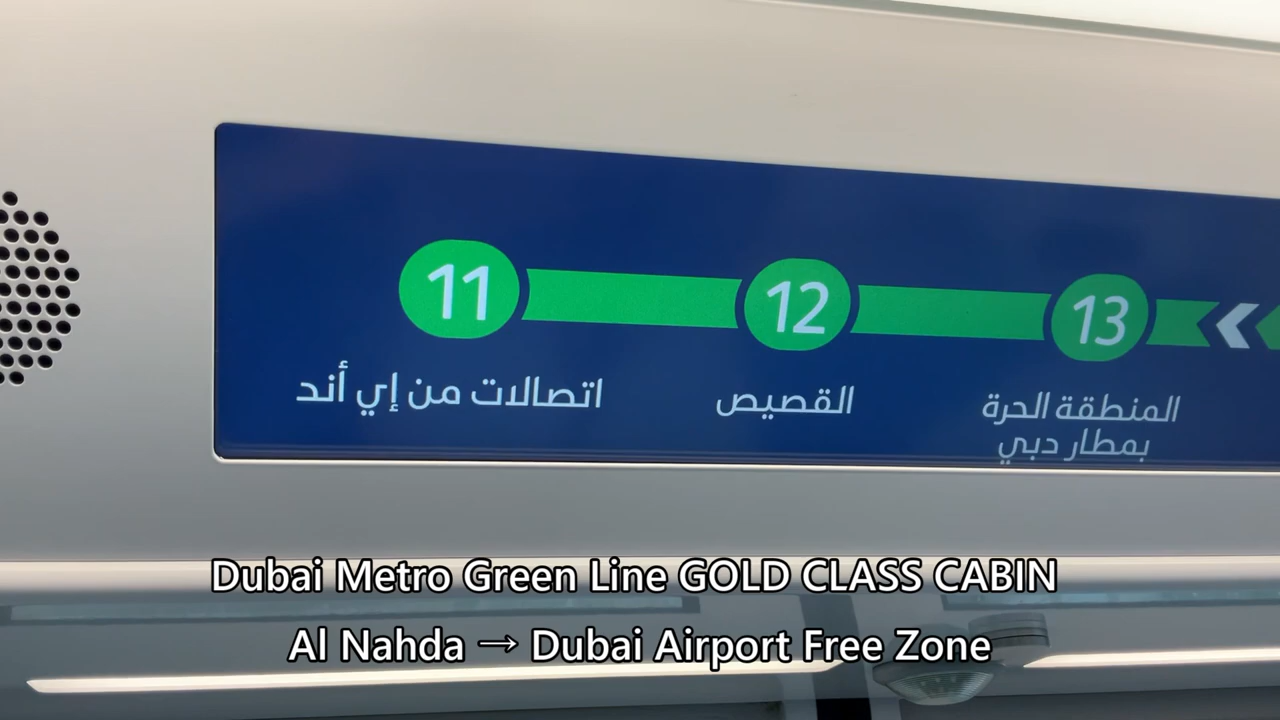 11
12
13
اتصالات من إي أند
القصيص
المنطقة الحرة
بمطار دبي
Dubai Metro Green Line GOLD CLASS CABIN
Al Nahda → Dubai Airport Free Zone